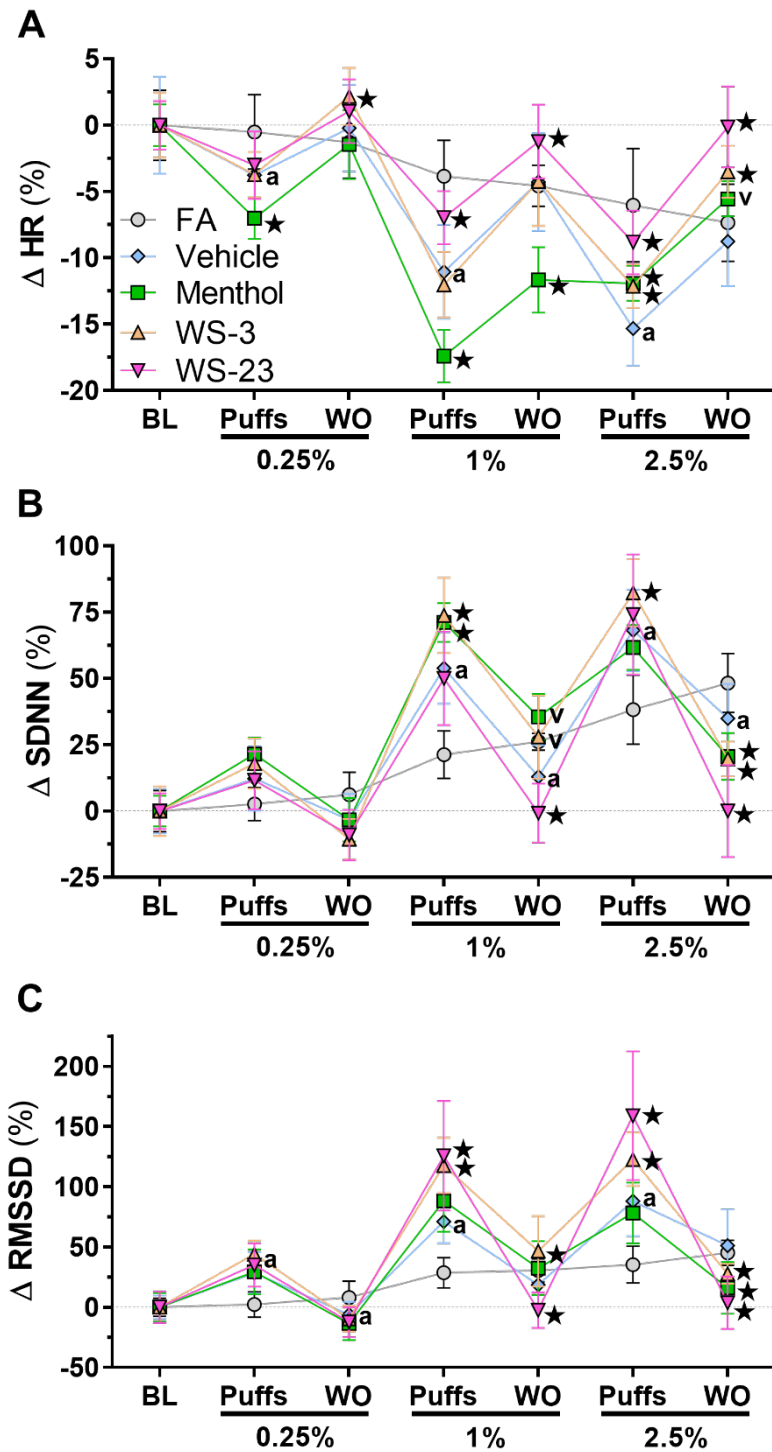 A
Δ HR (%)
5
0
-5
-10
-15
-20
FA
Vehicle
Menthol
WS-3
WS-23
★
a
★
★
★
a
★
★
★
★
★
a
★
★
v
BL Puffs WO Puffs WO Puffs WO
0.25% 1% 2.5%
B
Δ SDNN (%)
100
75
50
25
0
-25
★
★
a
v
v
a
★
★
a
a
★
★
★
BL Puffs WO Puffs WO Puffs WO
0.25% 1% 2.5%
C
Δ RMSSD (%)
200
150
100
50
0
-50
a
a
★
★
a
★
★
★
★
a
★
★
★
BL Puffs WO Puffs WO Puffs WO
0.25% 1% 2.5%